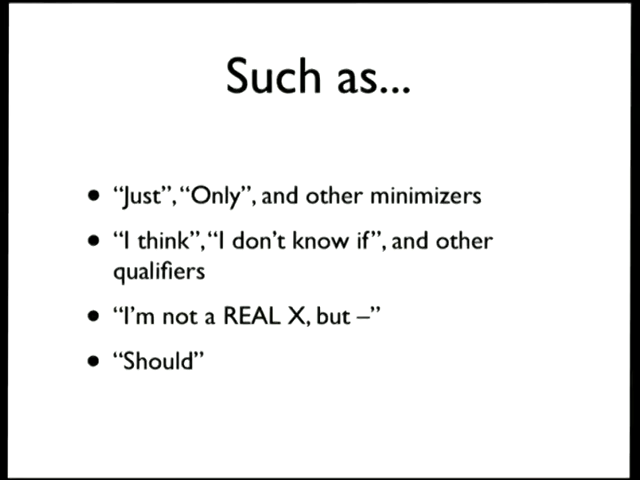 Such as...
• “Just”, “Only”, and other minimizers
• “I think”, “I don’t know if”, and other
qualifiers
• “I’m not a REAL X, but –”
• “Should”